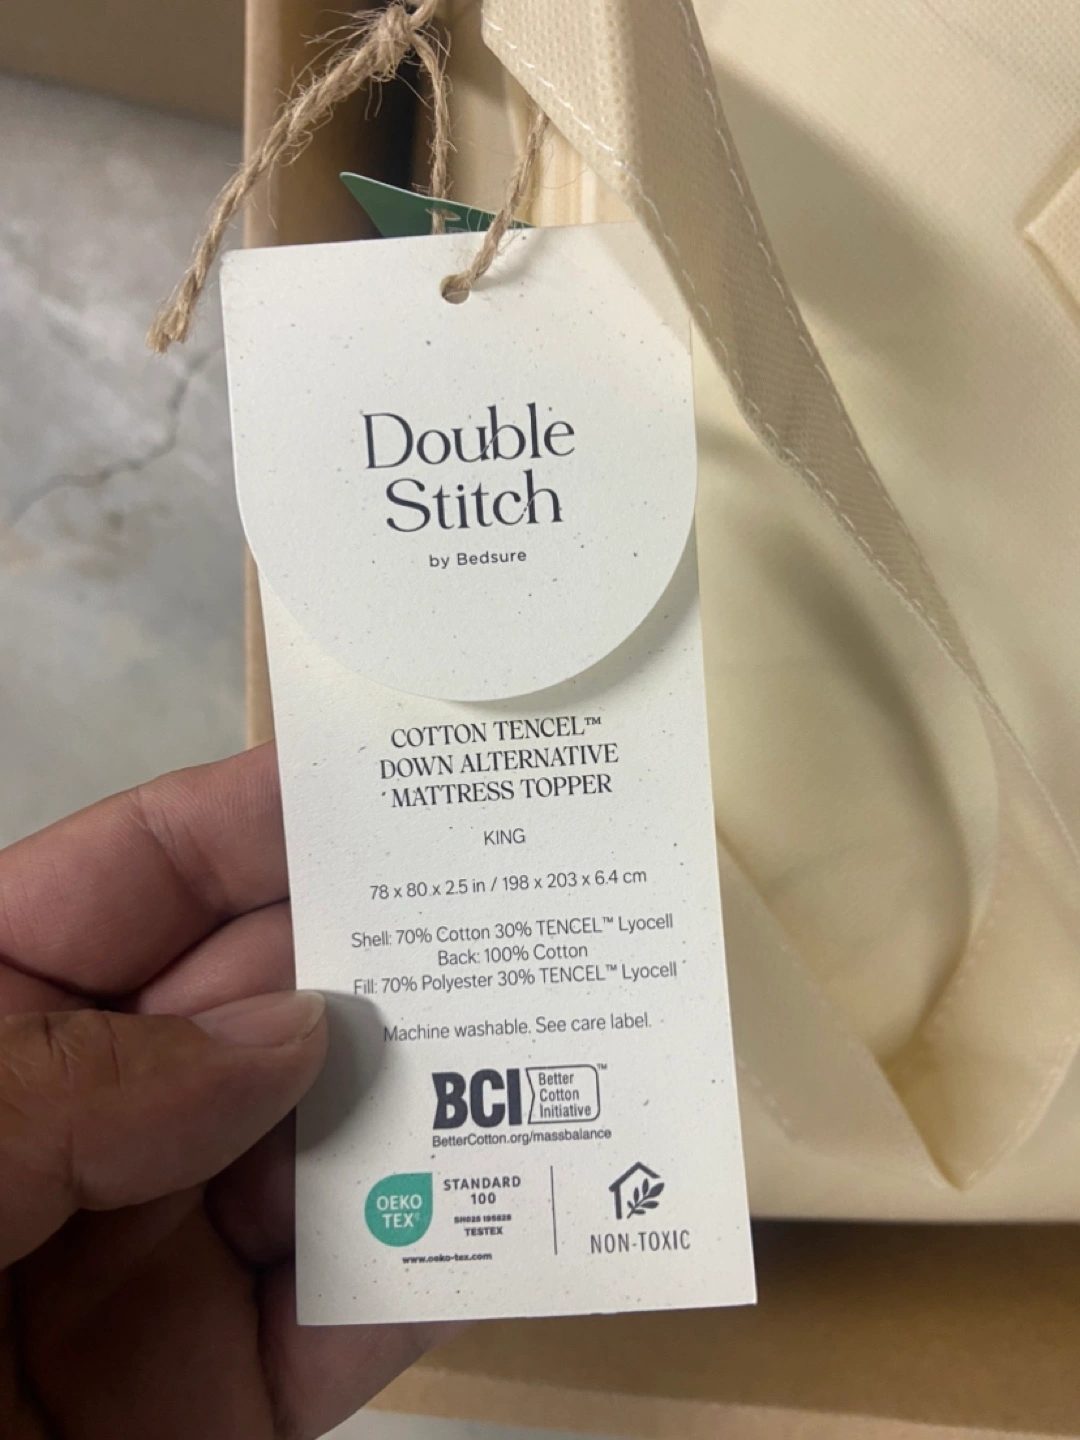 Double
Stitch
by Bedsure
COTTON TENCEL™
DOWN ALTERNATIVE
MATTRESS TOPPER
KING
78 x 80 x 2.5 in / 198 x 203 x 6.4 cm
Shell: 70% Cotton 30% TENCEL™ Lyocell
Back: 100% Cotton
Fill: 70% Polyester 30% TENCEL™ Lyocell
Machine washable. See care label.
BCI Better Cotton Initiative™
BetterCotton.org/massbalance
OEKO
TEX®
STANDARD
100
SH025 195828
TESTEX
www.oeko-tex.com
NON-TOXIC